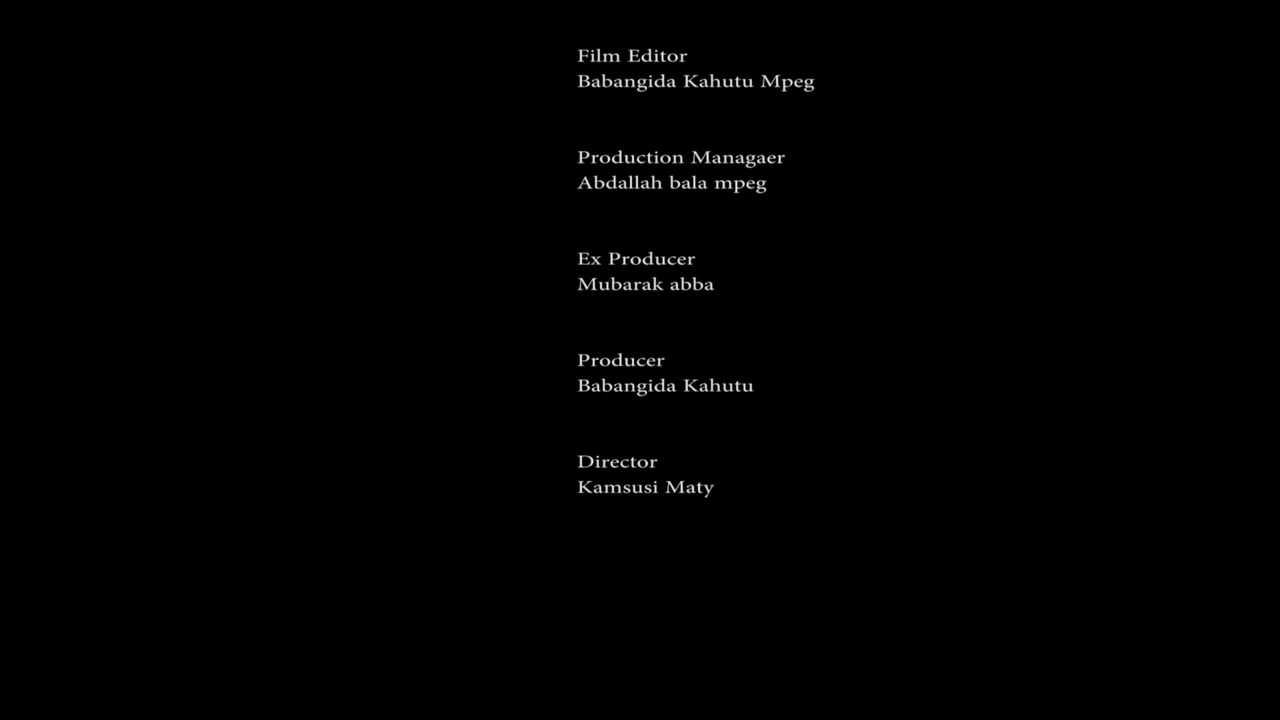 Film Editor
Babangida Kahutu Mpeg
Production Managaer
Abdallah bala mpeg
Ex Producer
Mubarak abba
Producer
Babangida Kahutu
Director
Kamsusi Maty